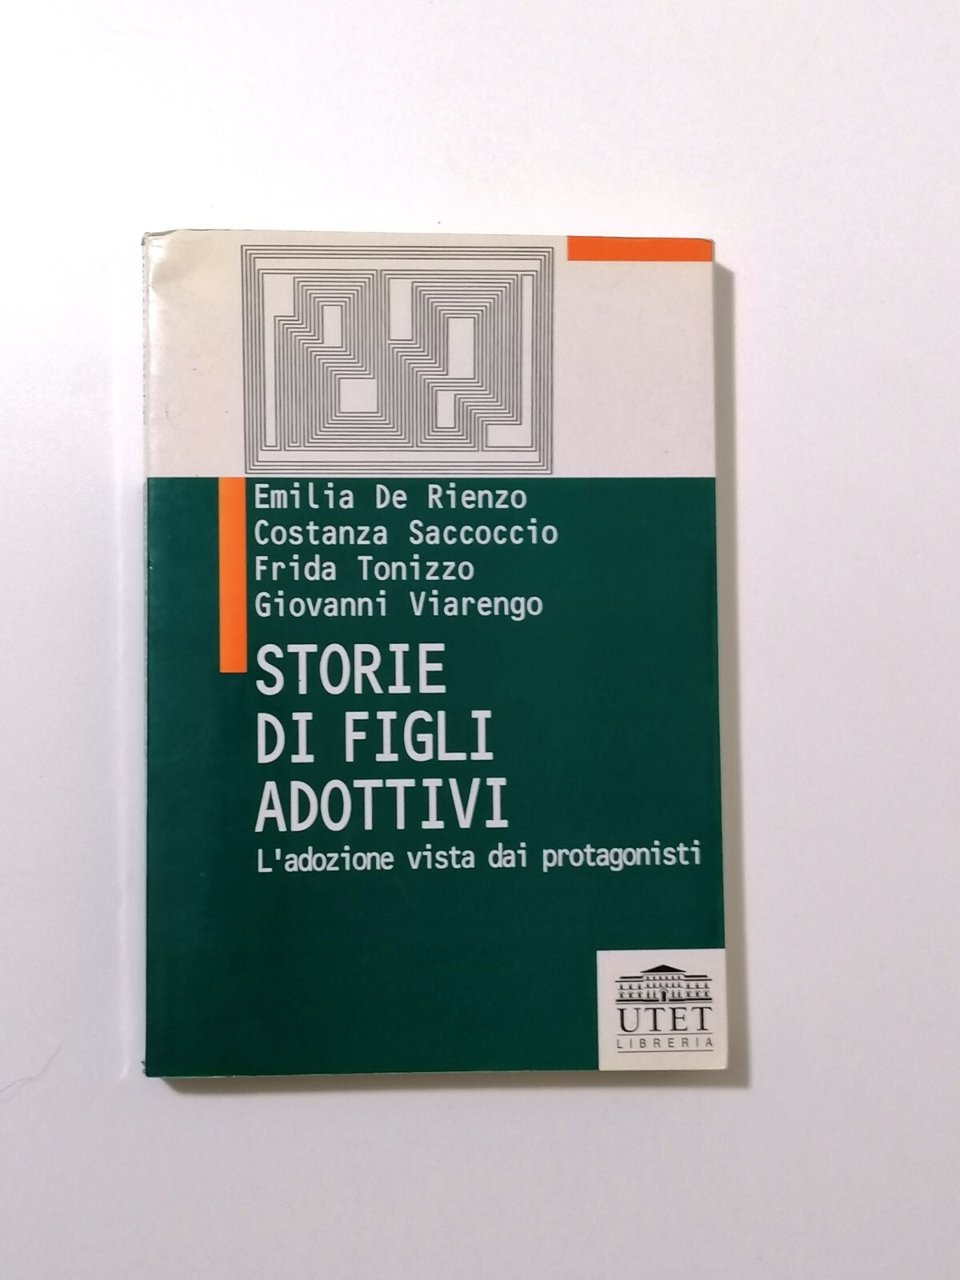 Emilia De Rienzo
Costanza Saccoccio
Frida Tonizzo
Giovanni Viarengo
STORIE
DI FIGLI
ADOTTIVI
L'adozione vista dai protagonisti
UTET
LIBRERIA